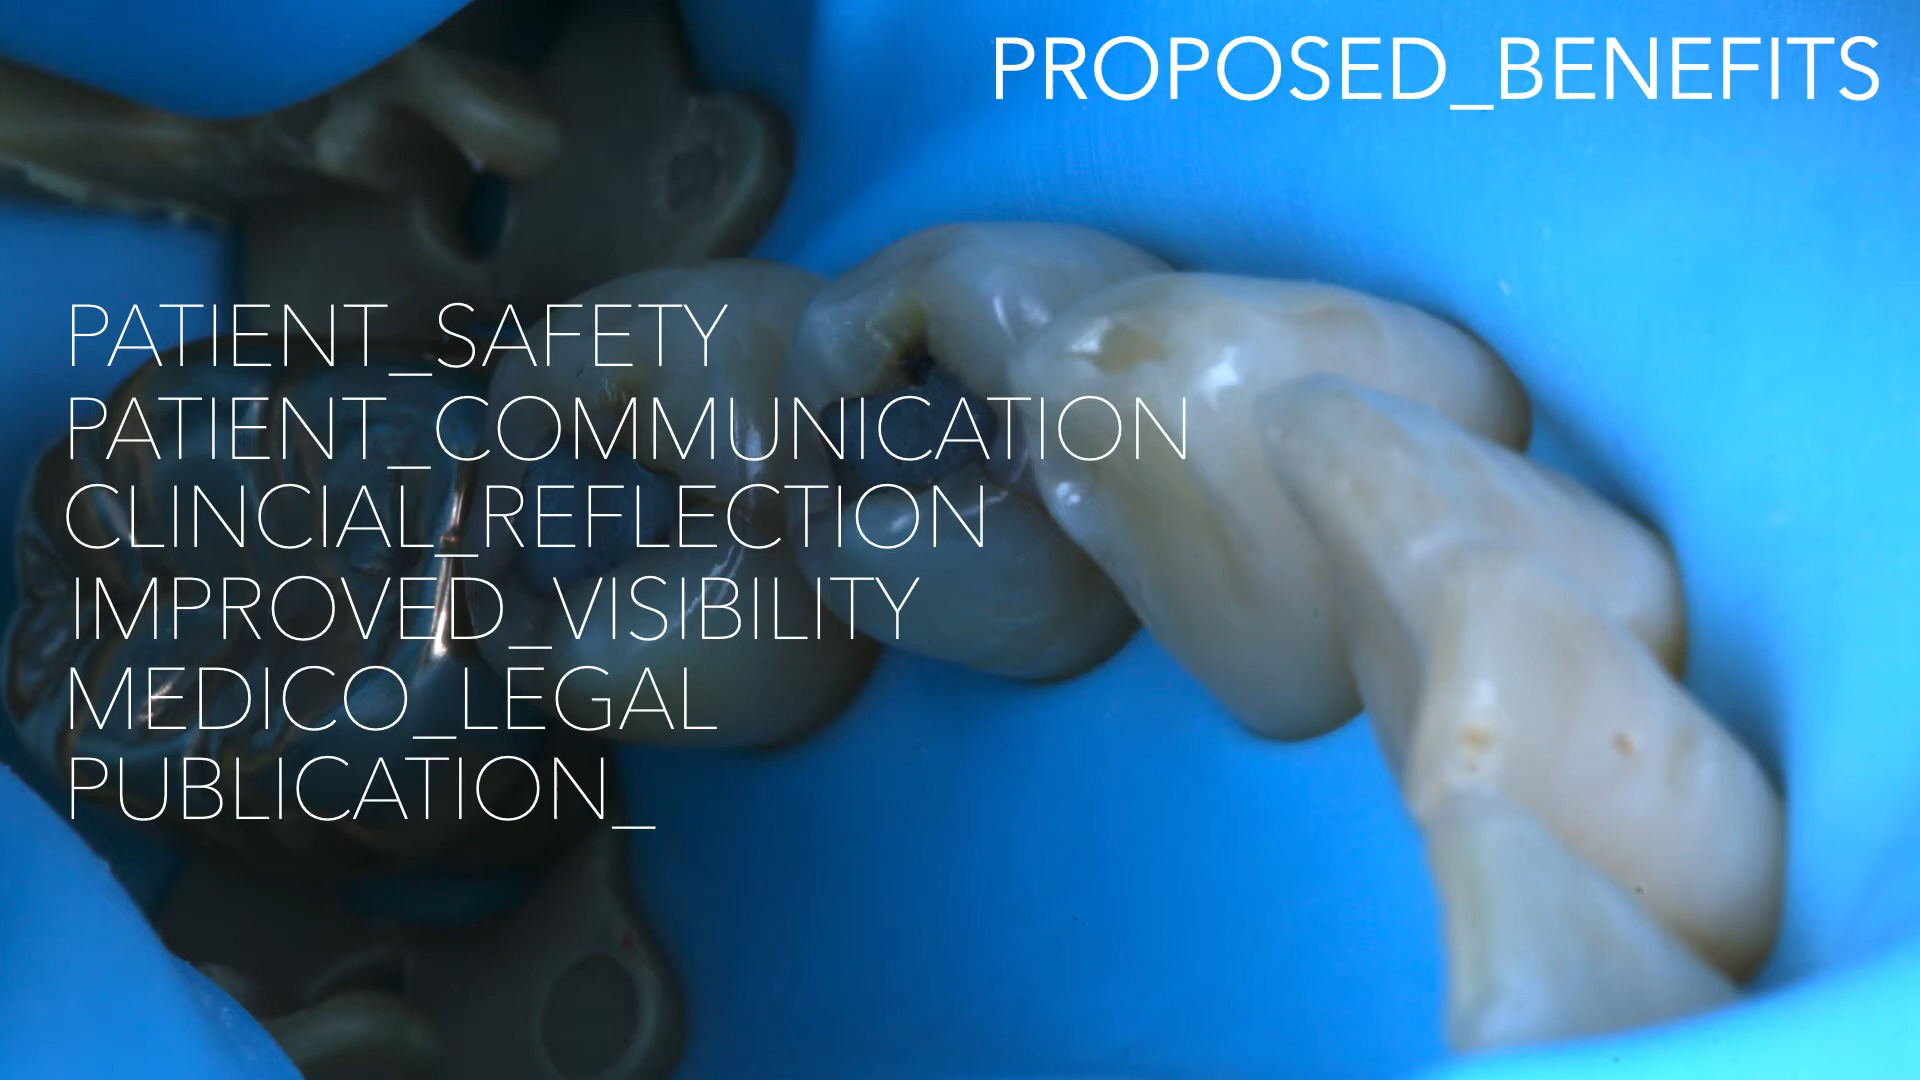 PROPOSED_BENEFITS
PATIENT_SAFETY
PATIENT_COMMUNICATION
CLINCIAL_REFLECTION
IMPROVED_VISIBILITY
MEDICO_LEGAL
PUBLICATION_